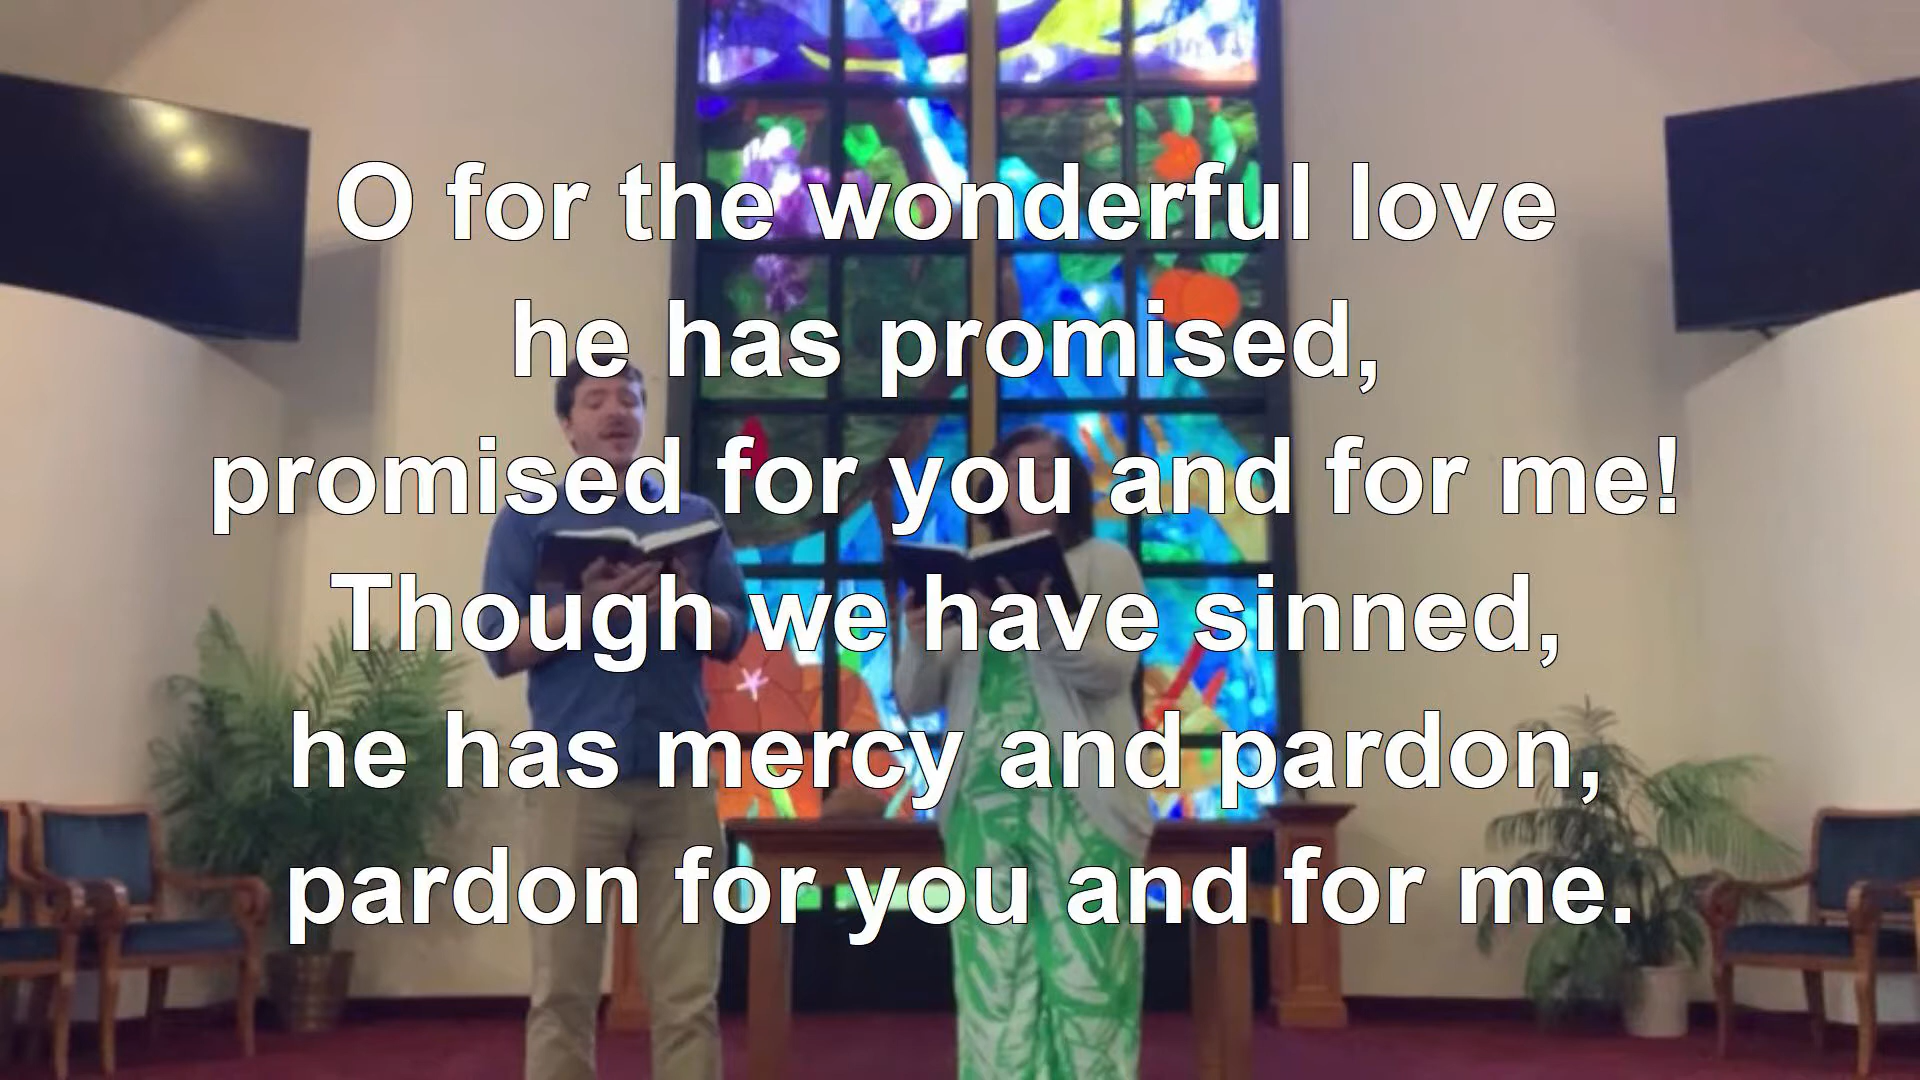 O for the wonderful love
he has promised,
promised for you and for me!
Though we have sinned,
he has mercy and pardon,
pardon for you and for me.